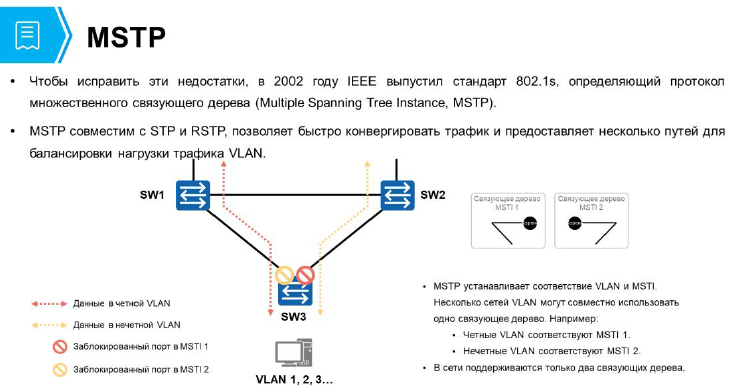 MSTP
• Чтобы исправить эти недостатки, в 2002 году IEEE выпустил стандарт 802.1s, определяющий протокол
множественного связующего дерева (Multiple Spanning Tree Instance, MSTP).
• MSTP совместим с STP и RSTP, позволяет быстро конвергировать трафик и предоставляет несколько путей для
балансировки нагрузки трафика VLAN.
SW1
SW2
SW3
VLAN 1, 2, 3...
Данные в четной VLAN
Данные в нечетной VLAN
Заблокированный порт в MSTI 1
Заблокированный порт в MSTI 2
Связующее дерево
MSTI 1
Связующее дерево
MSTI 2
• MSTP устанавливает соответствие VLAN и MSTI.
Несколько сетей VLAN могут совместно использовать
одно связующее дерево. Например:
• Четные VLAN соответствуют MSTI 1.
• Нечетные VLAN соответствуют MSTI 2.
• В сети поддерживаются только два связующих дерева.